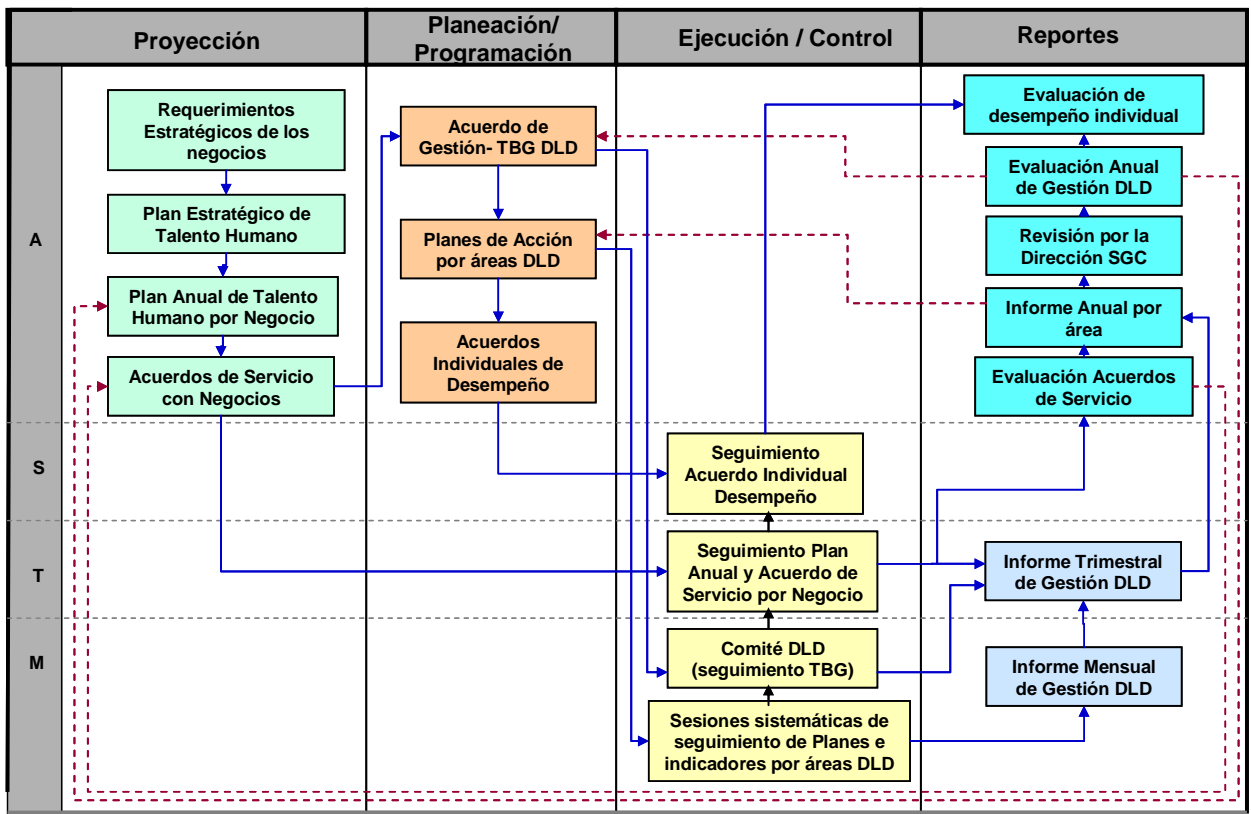 Proyección
Planeación/
Programación
Ejecución / Control
Reportes
A
Requerimientos
Estratégicos de los
negocios
Plan Estratégico de
Talento Humano
Plan Anual de Talento
Humano por Negocio
Acuerdos de Servicio
con Negocios
Acuerdo de
Gestión- TBG DLD
Planes de Acción
por áreas DLD
Acuerdos
Individuales de
Desempeño
Evaluación de
desempeño individual
Evaluación Anual
de Gestión DLD
Revisión por la
Dirección SGC
Informe Anual por
área
Evaluación Acuerdos
de Servicio
S
Seguimiento
Acuerdo Individual
Desempeño
T
Seguimiento Plan
Anual y Acuerdo de
Servicio por Negocio
Informe Trimestral
de Gestión DLD
M
Comité DLD
(seguimiento TBG)
Informe Mensual
de Gestión DLD
Sesiones sistemáticas de
seguimiento de Planes e
indicadores por áreas DLD